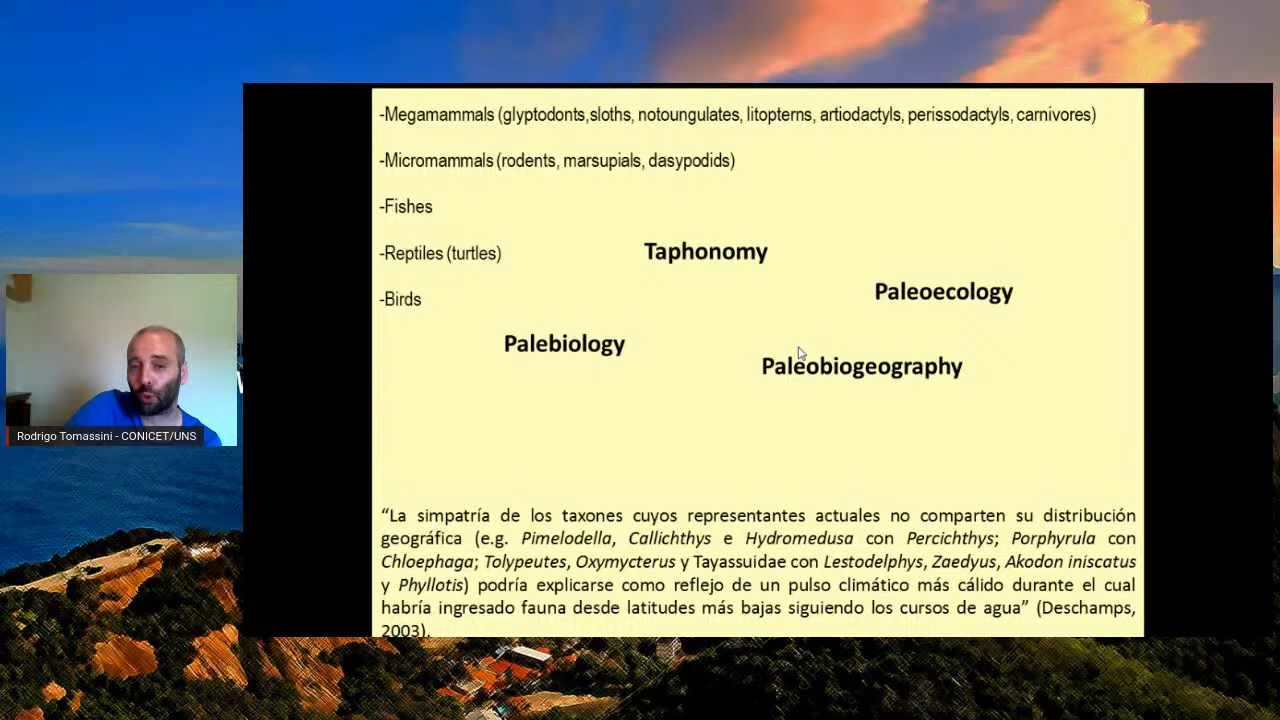 -Megamammals (glyptodonts,sloths, notoungulates, litopterns, artiodactyls, perissodactyls, carnivores)
-Micromammals (rodents, marsupials, dasypodids)
-Fishes
-Reptiles (turtles)
Taphonomy
Paleoecology
-Birds
Palebiology
Paleobiogeography
“La simpatría de los taxones cuyos representantes actuales no comparten su distribución
geográfica (e.g. Pimelodella, Callichthys e Hydromedusa con Percichthys; Porphyrula con
Chloephaga; Tolypeutes, Oxymycterus y Tayassuidae con Lestodelphys, Zaedyus, Akodon iniscatus
y Phyllotis) podría explicarse como reflejo de un pulso climático más cálido durante el cual
habría ingresado fauna desde latitudes más bajas siguiendo los cursos de agua” (Deschamps,
2003).
Rodrigo Tomassini - CONICET/UNS